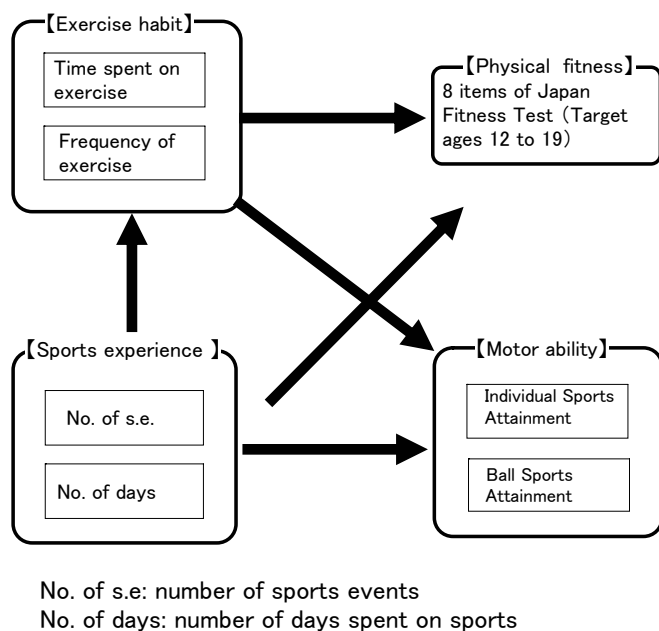 【Exercise habit】
Time spent on
exercise
Frequency of
exercise
【Physical fitness】
8 items of Japan
Fitness Test (Target
ages 12 to 19)
【Sports experience 】
No. of s.e.
No. of days
【Motor ability】
Individual Sports
Attainment
Ball Sports
Attainment
No. of s.e: number of sports events
No. of days: number of days spent on sports